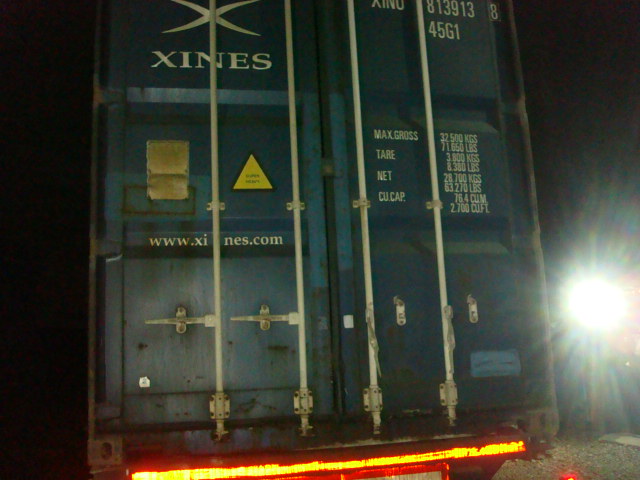 XINES
XINU 813913 8
45G1
MAX.GROSS 32.500 KGS
71.650 LBS
TARE 3.800 KGS
8.380 LBS
NET 28.700 KGS
63.270 LBS
CU.CAP. 76.4 CU.M.
2.700 CU.FT.
www.xi nes.com